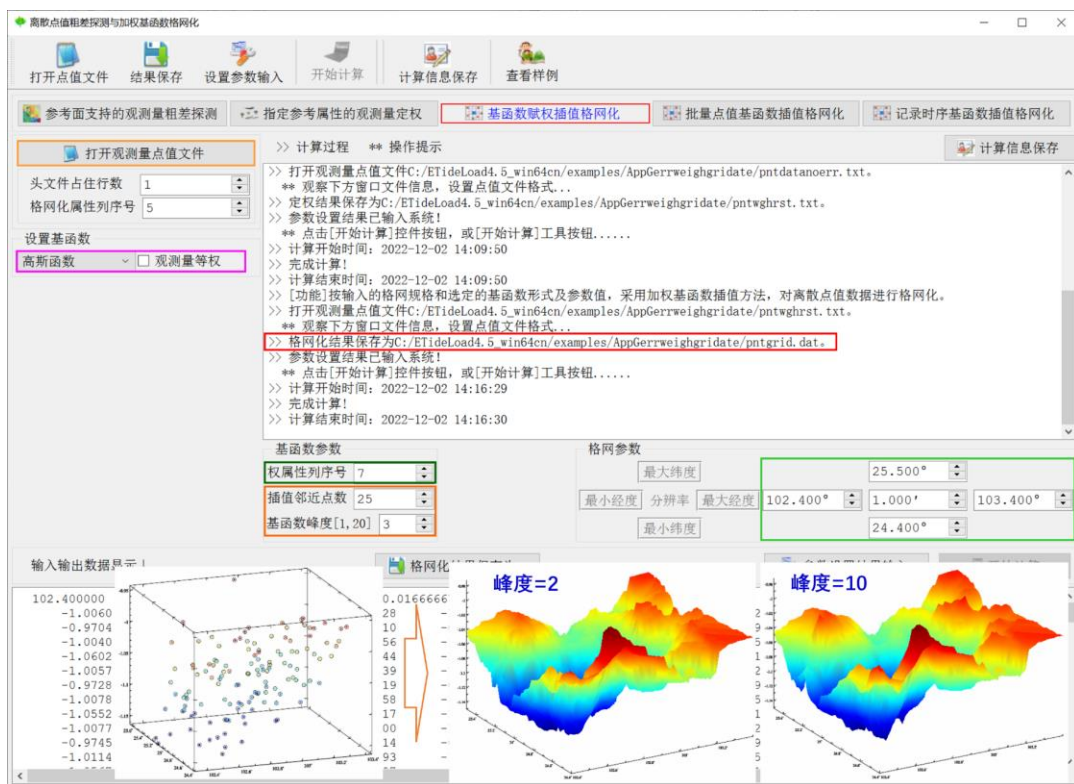 离散点值粗差探测与加权基函数格网化
打开点值文件 结果保存 设置参数输入 开始计算 计算信息保存 查看样例
参考面支持的观测量粗差探测 指定参考属性的观测量定权 基函数赋权插值格网化 批量点值基函数插值格网化 记录时序基函数插值格网化
打开观测量点值文件
头文件占住行数 1
格网化属性列序号 5
设置基函数
高斯函数 观测量等权
>> 计算过程 ** 操作提示 计算信息保存
>> 打开观测量点值文件C:/ETideLoad4.5_win64cn/examples/AppGerrweighgridate/pntdatanoerr.txt。
** 观察下方窗口文件信息，设置点值文件格式...
>> 定权结果保存为C:/ETideLoad4.5_win64cn/examples/AppGerrweighgridate/pntwghrst.txt。
>> 参数设置结果已输入系统！
** 点击[开始计算]控件按钮，或[开始计算]工具按钮......
>> 计算开始时间：2022-12-02 14:09:50
>> 完成计算！
>> 计算结束时间：2022-12-02 14:09:50
>> [功能]按输入的格网规格和选定的基函数形式及参数值，采用加权基函数插值方法，对离散点值数据进行格网化。
>> 打开观测量点值文件C:/ETideLoad4.5_win64cn/examples/AppGerrweighgridate/pntwghrst.txt。
** 观察下方窗口文件信息，设置点值文件格式...
>> 格网化结果保存为C:/ETideLoad4.5_win64cn/examples/AppGerrweighgridate/pntgrid.dat。
>> 参数设置结果已输入系统！
** 点击[开始计算]控件按钮，或[开始计算]工具按钮......
>> 计算开始时间：2022-12-02 14:16:29
>> 完成计算！
>> 计算结束时间：2022-12-02 14:16:30
基函数参数
权属性列序号 7
插值邻近点数 25
基函数峰度[1,20] 3
格网参数
最大纬度 25.500°
最小经度 分辨率 最大经度 102.400° 1.000′ 103.400°
最小纬度 24.400°
输入输出数据显示
102.40000
-1.0060
-0.9704
-1.0040
-1.0602
-1.0057
-0.9728
-1.0072
-1.0552
-1.0077
-0.9745
-1.0114
峰度=2
峰度=10